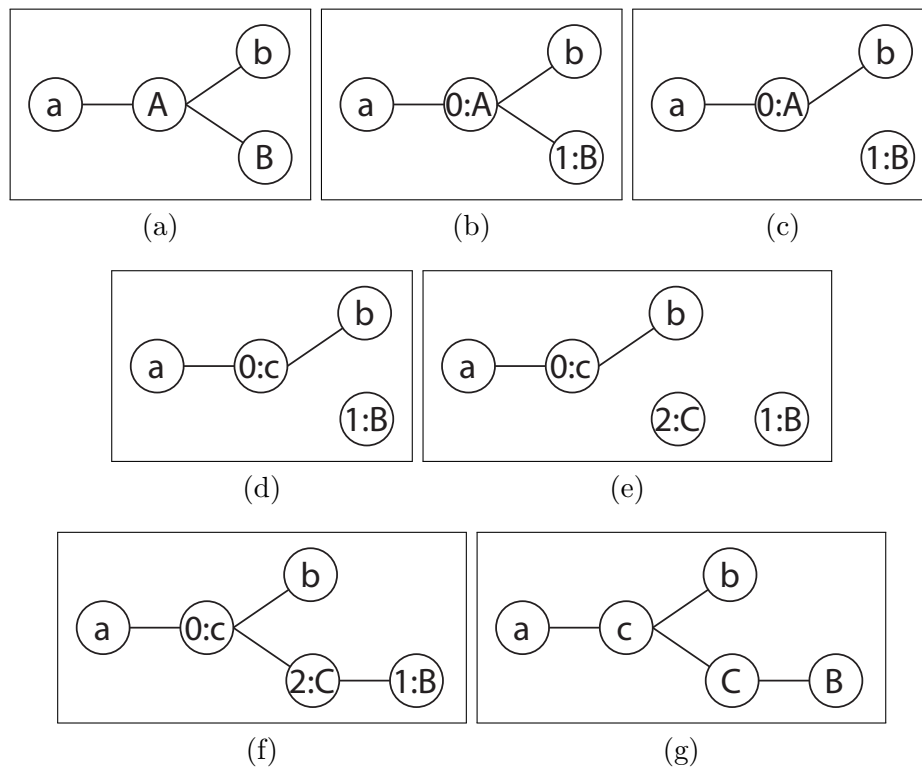 b b b
a A a 0:A a 0:A
B 1:B 1:B
(a) (b) (c)
b b
a 0:c a 0:c
1:B 2:C 1:B
(d) (e)
b b
a 0:c a c
2:C 1:B C B
(f) (g)